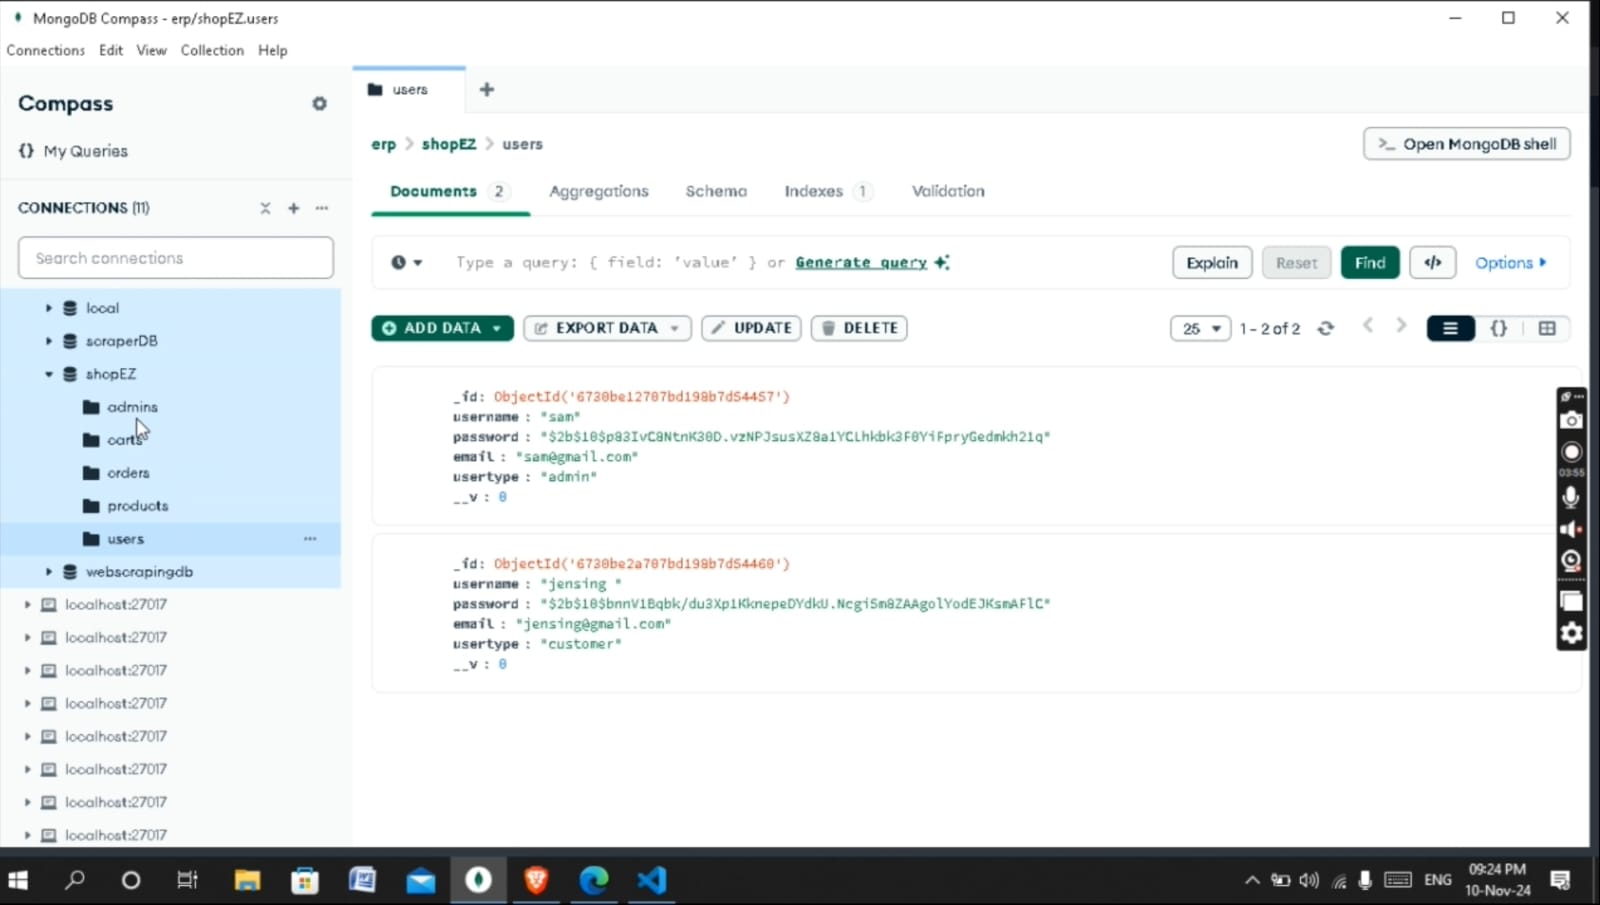 MongoDB Compass - erp/shopEZ.users
Connections Edit View Collection Help
Compass
{} My Queries
CONNECTIONS (11)
Search connections
local
scraperDB
shopEZ
admins
carts
orders
products
users
webscrapingdb
localhost:27017
localhost:27017
localhost:27017
localhost:27017
localhost:27017
localhost:27017
localhost:27017
localhost:27017
users
erp > shopEZ > users
>_ Open MongoDB shell
Documents 2 Aggregations Schema Indexes 1 Validation
Type a query: { field: 'value' } or Generate query
Explain Reset Find </> Options
ADD DATA EXPORT DATA UPDATE DELETE
25 1 - 2 of 2 {}
_id: ObjectId('6730be12707bd198b7d54457')
username : "sam"
password : "$2b$10$p83IvC8NtnK30D.vzNPJsusXZ8a1YCLhkbk3F0YiFpryGedmkh21q"
email : "sam@gmail.com"
usertype : "admin"
__v : 0
_id: ObjectId('6730be2a707bd198b7d54460')
username : "jensing "
password : "$2b$10$bnnV1Bqbk/du3Xp1KknepeDYdkU.NcgiSm8ZAAgolYodEJKsmAFlC"
email : "jensing@gmail.com"
usertype : "customer"
__v : 0
03:55
ENG
09:24 PM
10-Nov-24